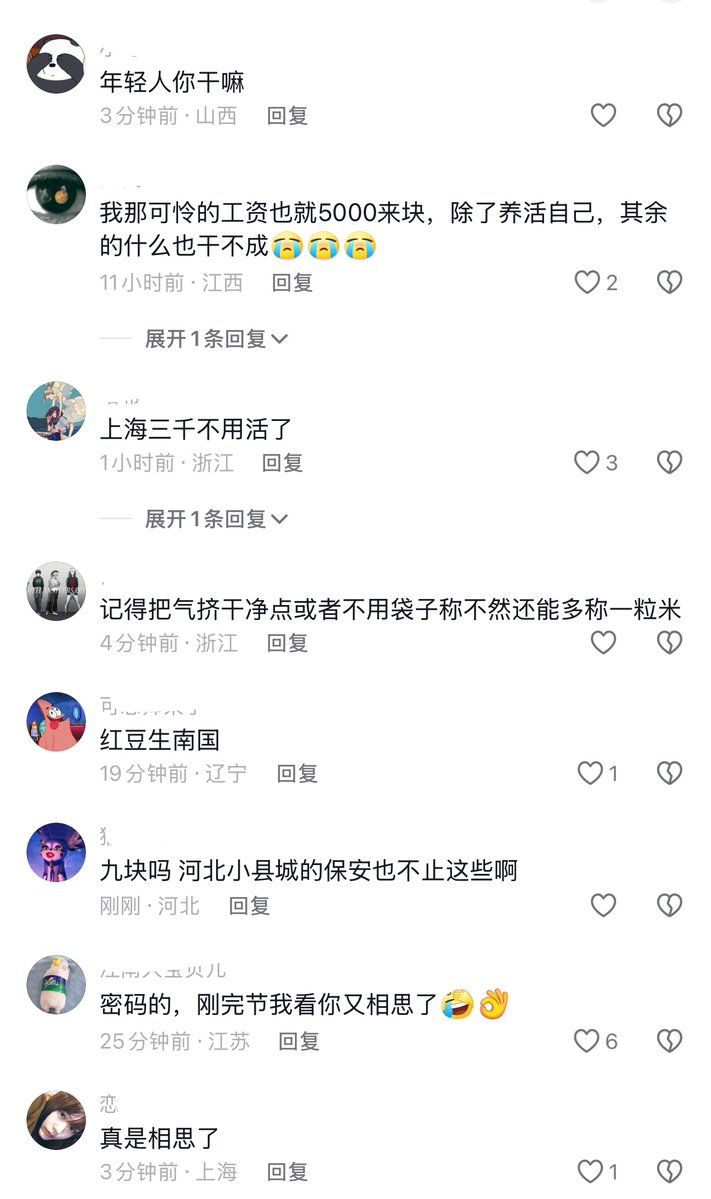 年轻人你干嘛
3分钟前·山西 回复
我那可怜的工资也就5000来块，除了养活自己，其余
的什么也干不成😭😭😭
11小时前·江西 回复
2
展开1条回复
上海三千不用活了
1小时前·浙江 回复
3
展开1条回复
记得把气挤干净点或者不用袋子称不然还能多称一粒米
4分钟前·浙江 回复
红豆生南国
19分钟前·辽宁 回复
1
九块吗 河北小县城的保安也不止这些啊
刚刚·河北 回复
密码的，刚完节我看你又相思了🤣👌
25分钟前·江苏 回复
6
恋
真是相思了
3分钟前·上海 回复
1